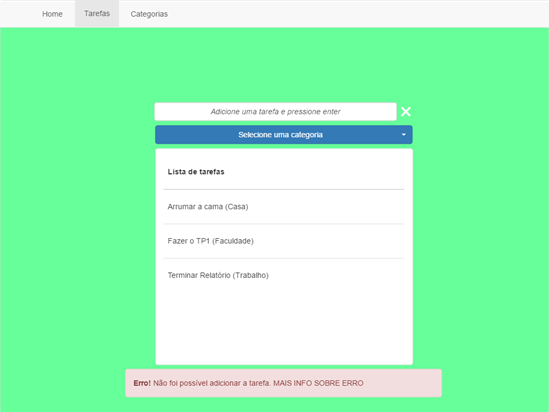 Home Tarefas Categorias
Adicione uma tarefa e pressione enter
Selecione uma categoria
Lista de tarefas
Arrumar a cama (Casa)
Fazer o TP1 (Faculdade)
Terminar Relatório (Trabalho)
Erro! Não foi possível adicionar a tarefa. MAIS INFO SOBRE ERRO